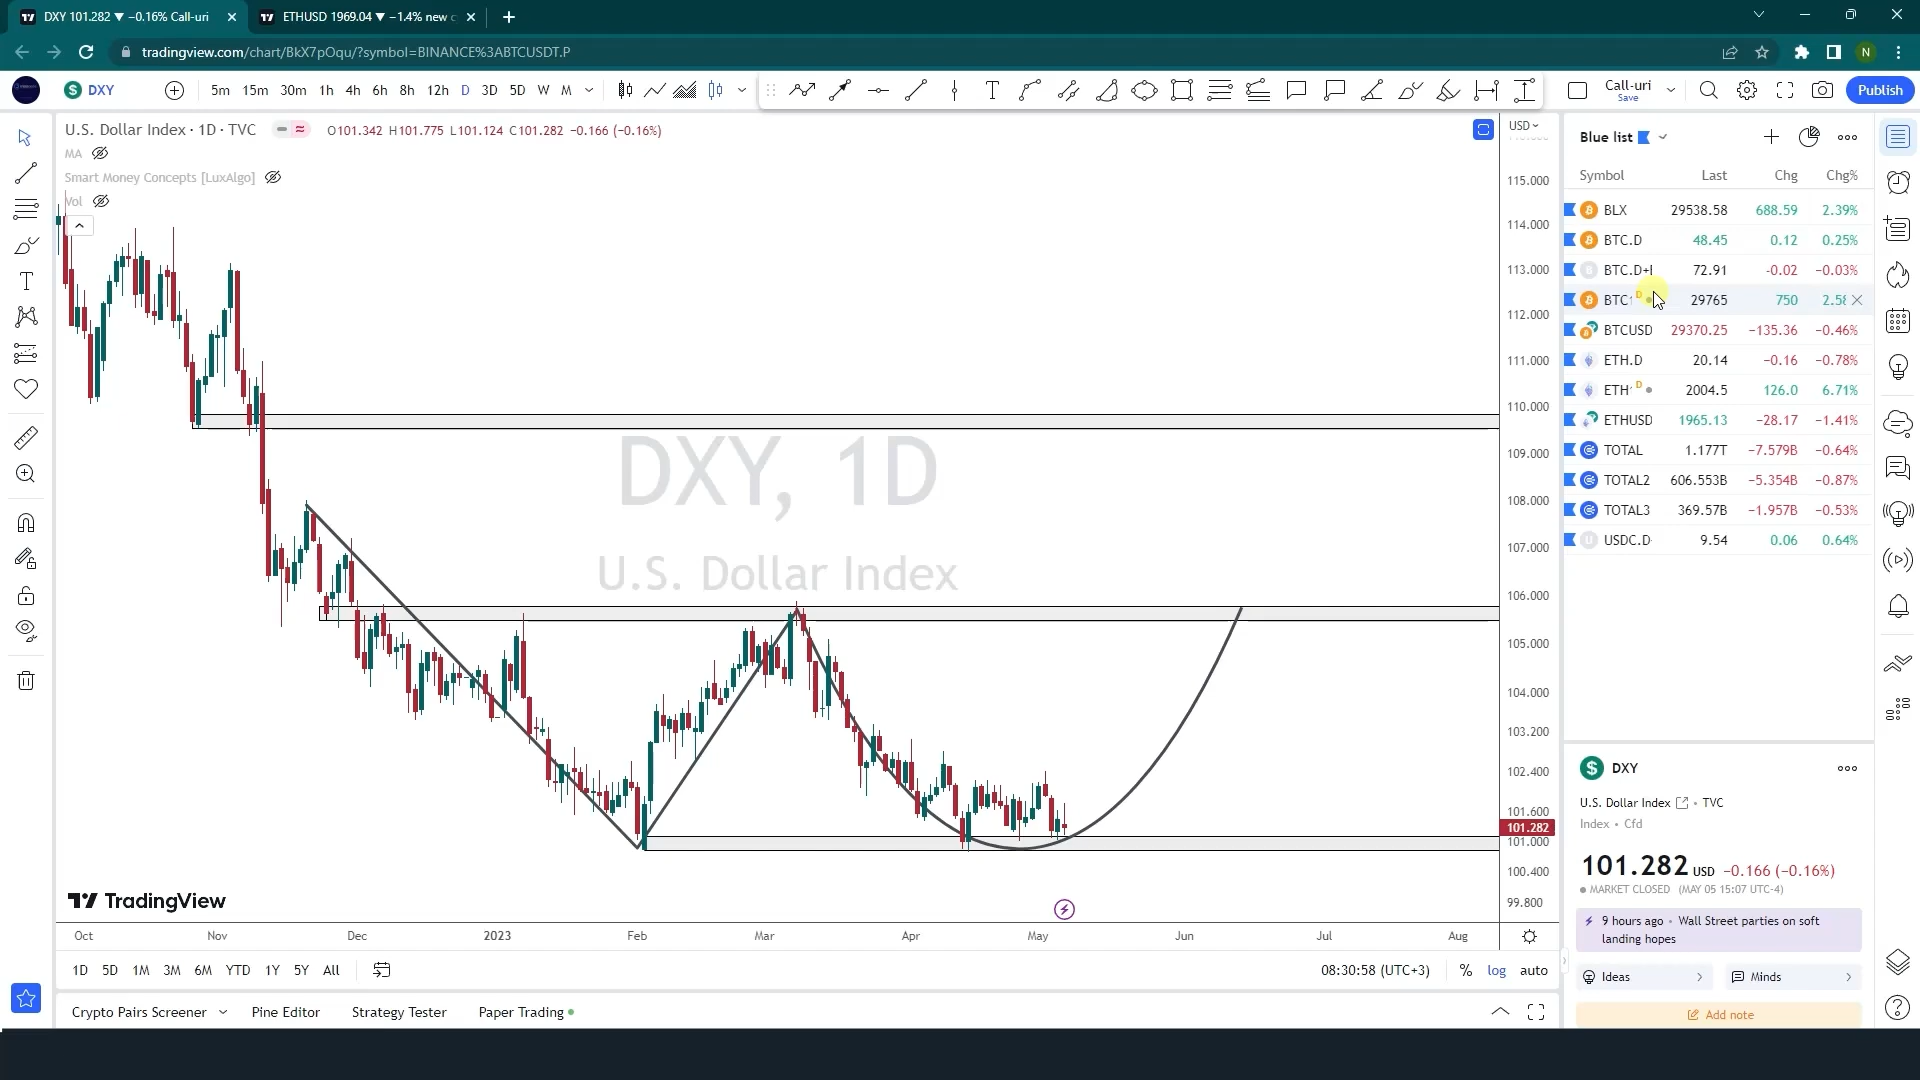 DXY 101.282 ▼ −0.16% Call-uri
ETHUSD 1969.04 ▼ −1.4% new c
tradingview.com/chart/BkX7pOqu/?symbol=BINANCE%3ABTCUSDT.P
N
DXY
5m 15m 30m 1h 4h 6h 8h 12h D 3D 5D W M
Call-uri
Save
Publish
U.S. Dollar Index · 1D · TVC
O101.342 H101.775 L101.124 C101.282 −0.166 (−0.16%)
MA
Smart Money Concepts [LuxAlgo]
Vol
USD
115.000
114.000
113.000
112.000
111.000
110.000
109.000
108.000
107.000
106.000
105.000
104.000
103.200
102.400
101.600
101.282
101.000
100.400
99.800
DXY, 1D
U.S. Dollar Index
TradingView
Oct Nov Dec 2023 Feb Mar Apr May Jun Jul Aug
1D 5D 1M 3M 6M YTD 1Y 5Y All
08:30:58 (UTC+3) % log auto
Crypto Pairs Screener Pine Editor Strategy Tester Paper Trading
Blue list
Symbol Last Chg Chg%
BLX 29538.58 688.59 2.39%
BTC.D 48.45 0.12 0.25%
BTC.D+ 72.91 -0.02 −0.03%
BTC1 D 29765 750 2.58
BTCUSD 29370.25 −135.36 −0.46%
ETH.D 20.14 −0.16 −0.78%
ETH D 2004.5 126.0 6.71%
ETHUSD 1965.13 −28.17 −1.41%
TOTAL 1.177T −7.579B −0.64%
TOTAL2 606.553B −5.354B −0.87%
TOTAL3 369.57B −1.957B −0.53%
USDC.D 9.54 0.06 0.64%
DXY
U.S. Dollar Index • TVC
Index • Cfd
101.282 USD −0.166 (−0.16%)
MARKET CLOSED (MAY 05 15:07 UTC-4)
9 hours ago • Wall Street parties on soft
landing hopes
Ideas
Minds
Add note